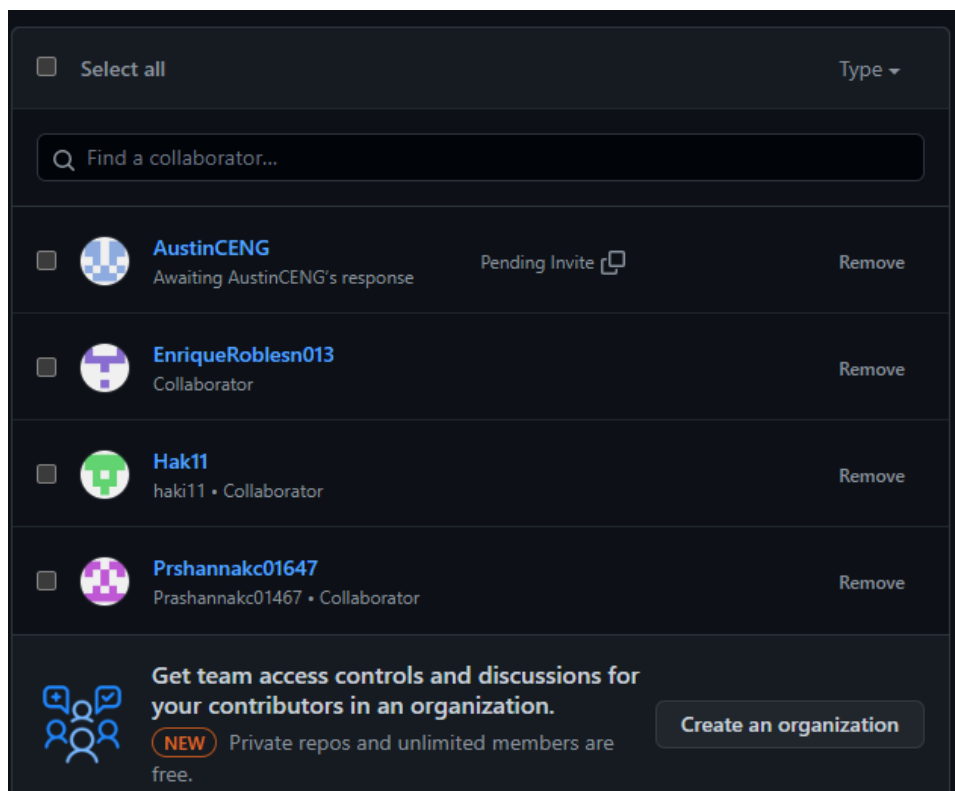 Select all Type
Find a collaborator...
AustinCENG
Awaiting AustinCENG's response Pending Invite Remove
EnriqueRoblesn013
Collaborator Remove
Hak11
haki11 • Collaborator Remove
Prshannakc01647
Prashannakc01467 • Collaborator Remove
Get team access controls and discussions for
your contributors in an organization.
NEW Private repos and unlimited members are
free.
Create an organization